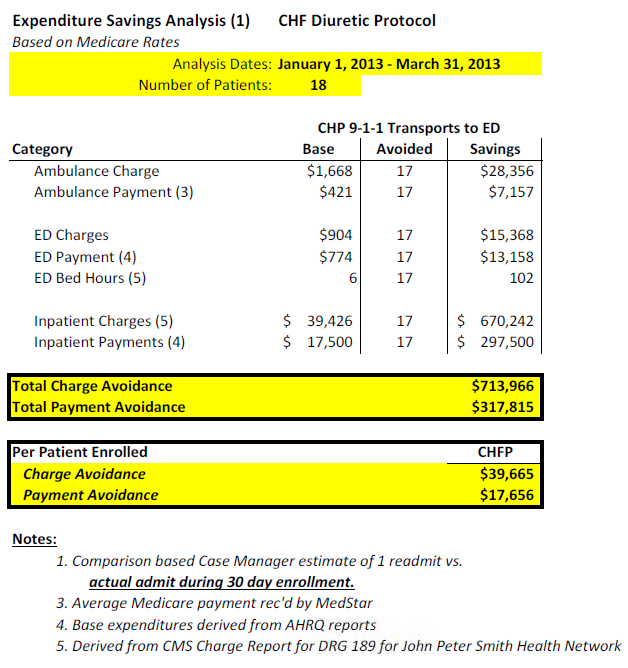 Expenditure Savings Analysis (1) CHF Diuretic Protocol
Based on Medicare Rates
Analysis Dates: January 1, 2013 - March 31, 2013
Number of Patients: 18
CHP 9-1-1 Transports to ED
Category Base Avoided Savings
Ambulance Charge $1,668 17 $28,356
Ambulance Payment (3) $421 17 $7,157
ED Charges $904 17 $15,368
ED Payment (4) $774 17 $13,158
ED Bed Hours (5) 6 17 102
Inpatient Charges (5) $ 39,426 17 $ 670,242
Inpatient Payments (4) $ 17,500 17 $ 297,500
Total Charge Avoidance $713,966
Total Payment Avoidance $317,815
Per Patient Enrolled CHFP
Charge Avoidance $39,665
Payment Avoidance $17,656
Notes:
1. Comparison based Case Manager estimate of 1 readmit vs.
actual admit during 30 day enrollment.
3. Average Medicare payment rec'd by MedStar
4. Base expenditures derived from AHRQ reports
5. Derived from CMS Charge Report for DRG 189 for John Peter Smith Health Network